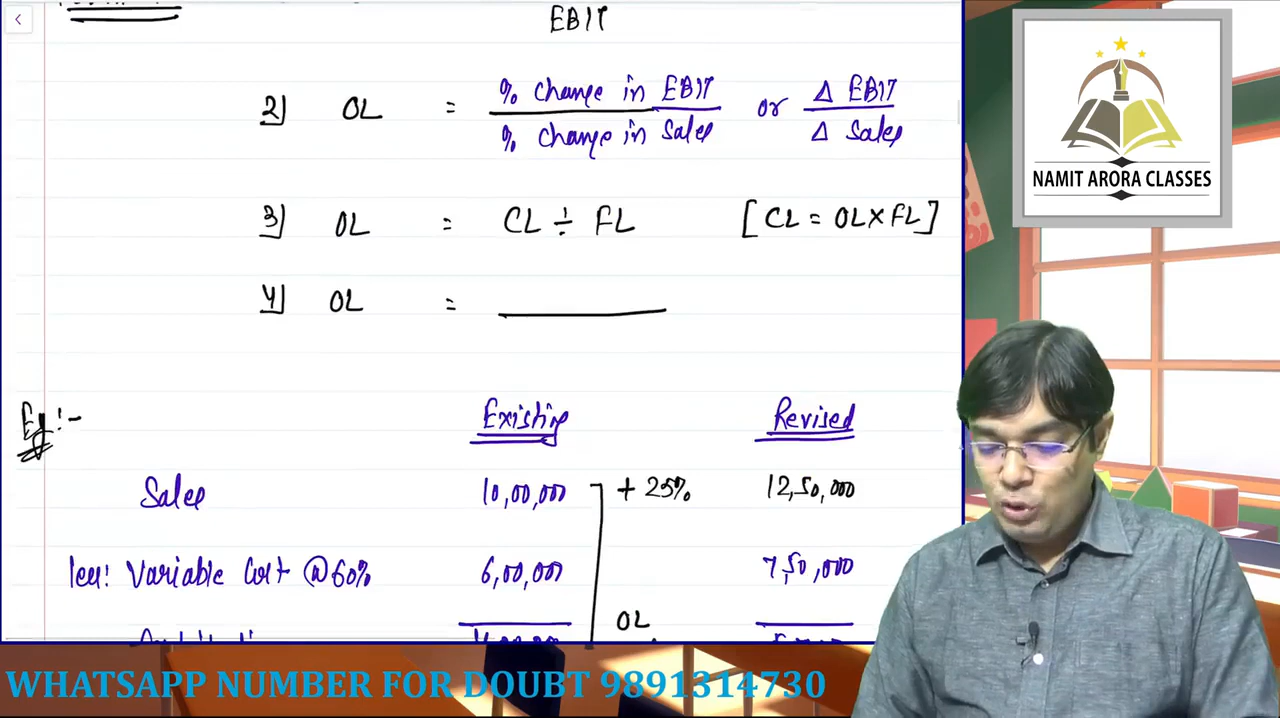 EBIT
2) OL = % change in EBIT / % change in Sales or Δ EBIT / Δ Sales
3) OL = CL ÷ FL [CL = OL X FL]
4) OL =
Eg:-
Existing Revised
Sales 10,00,000 + 25% 12,50,000
less: Variable Cost @ 60% 6,00,000 7,50,000
OL
NAMIT ARORA CLASSES
WHATSAPP NUMBER FOR DOUBT 9891314730